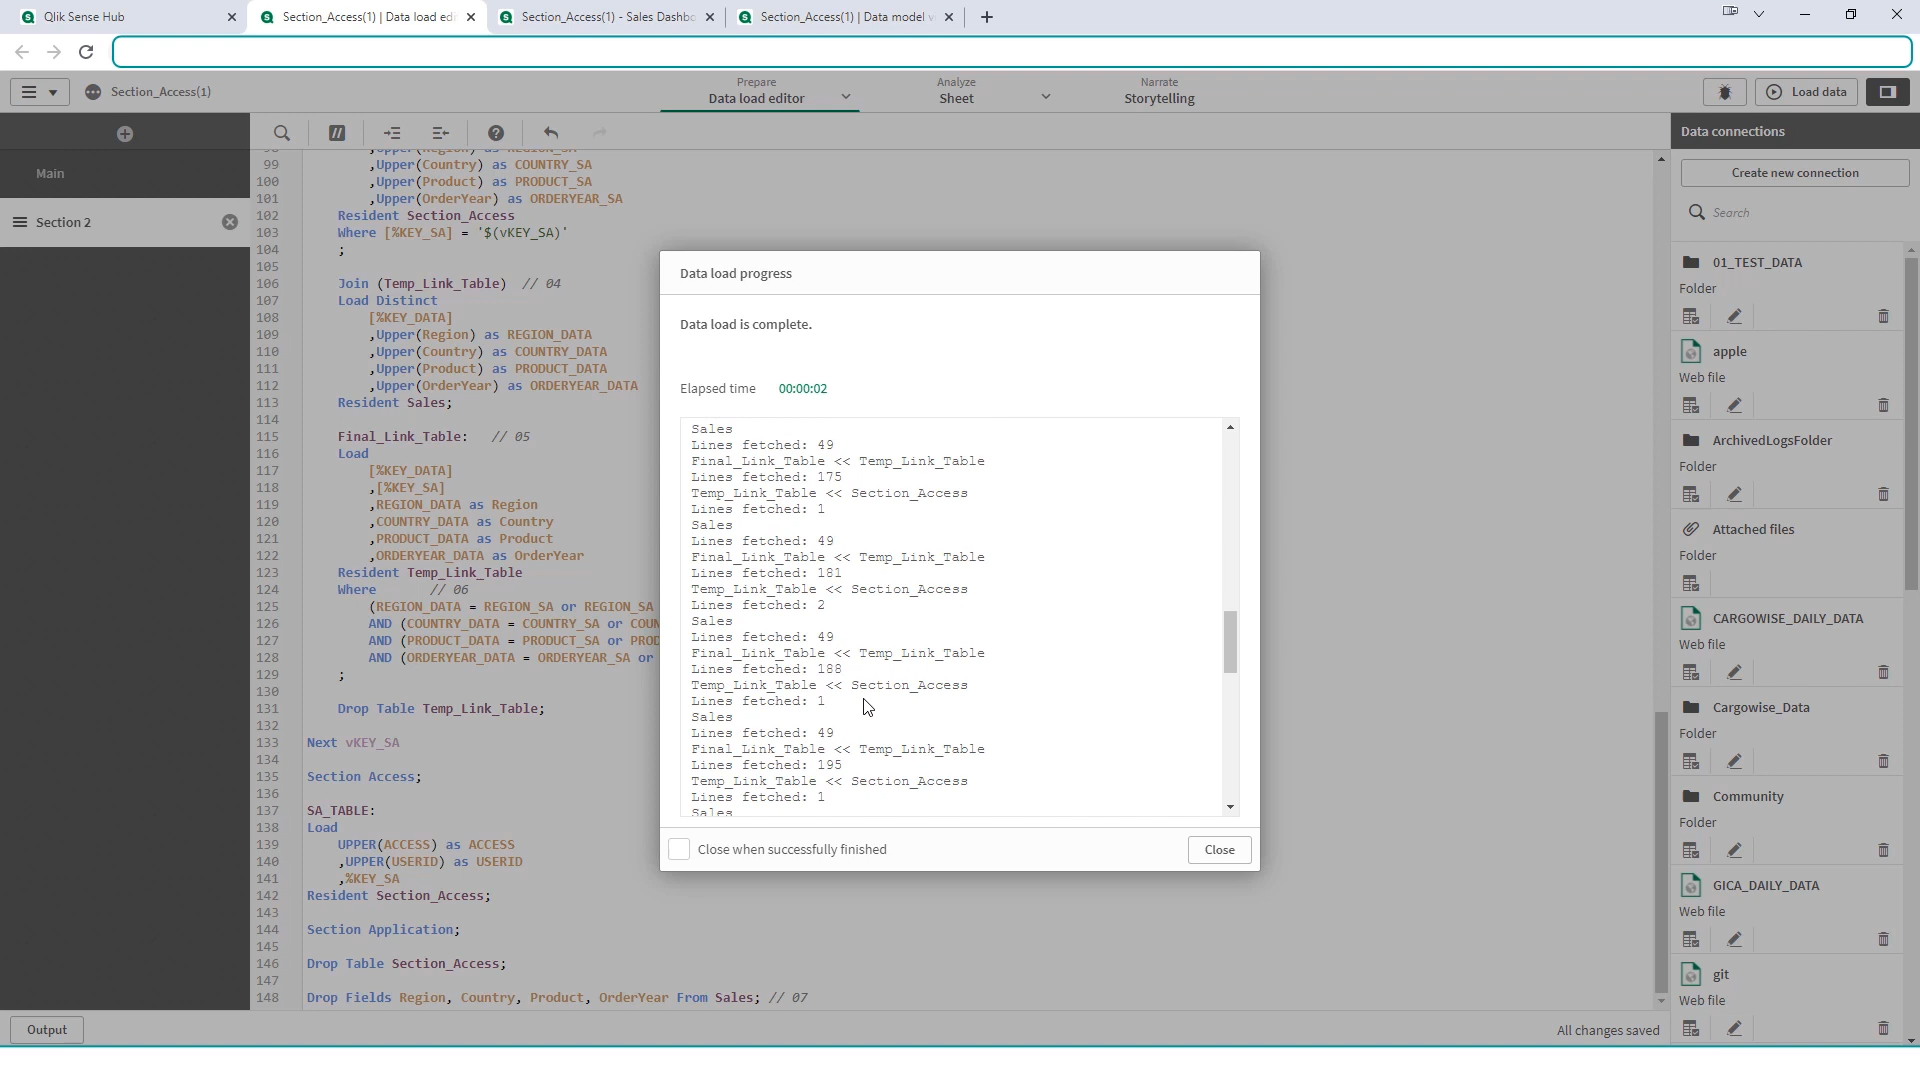 Qlik Sense Hub
Section_Access(1) | Data load edi
Section_Access(1) - Sales Dashbo
Section_Access(1) | Data model v
Section_Access(1)
Prepare
Data load editor
Analyze
Sheet
Narrate
Storytelling
Load data
Main
Section 2
99 ,Upper(Country) as COUNTRY_SA
100 ,Upper(Product) as PRODUCT_SA
101 ,Upper(OrderYear) as ORDERYEAR_SA
102 Resident Section_Access
103 Where [%KEY_SA] = '$(vKEY_SA)'
104 ;
105
106 Join (Temp_Link_Table) // 04
107 Load Distinct
108 [%KEY_DATA]
109 ,Upper(Region) as REGION_DATA
110 ,Upper(Country) as COUNTRY_DATA
111 ,Upper(Product) as PRODUCT_DATA
112 ,Upper(OrderYear) as ORDERYEAR_DATA
113 Resident Sales;
114
115 Final_Link_Table: // 05
116 Load
117 [%KEY_DATA]
118 ,[%KEY_SA]
119 ,REGION_DATA as Region
120 ,COUNTRY_DATA as Country
121 ,PRODUCT_DATA as Product
122 ,ORDERYEAR_DATA as OrderYear
123 Resident Temp_Link_Table
124 Where // 06
125 (REGION_DATA = REGION_SA or REGION_SA
126 AND (COUNTRY_DATA = COUNTRY_SA or COUN
127 AND (PRODUCT_DATA = PRODUCT_SA or PROD
128 AND (ORDERYEAR_DATA = ORDERYEAR_SA or
129 ;
130
131 Drop Table Temp_Link_Table;
132
133 Next vKEY_SA
134
135 Section Access;
136
137 SA_TABLE:
138 Load
139 UPPER(ACCESS) as ACCESS
140 ,UPPER(USERID) as USERID
141 ,%KEY_SA
142 Resident Section_Access;
143
144 Section Application;
145
146 Drop Table Section_Access;
147
148 Drop Fields Region, Country, Product, OrderYear From Sales; // 07
Data load progress
Data load is complete.
Elapsed time 00:00:02
Sales
Lines fetched: 49
Final_Link_Table << Temp_Link_Table
Lines fetched: 175
Temp_Link_Table << Section_Access
Lines fetched: 1
Sales
Lines fetched: 49
Final_Link_Table << Temp_Link_Table
Lines fetched: 181
Temp_Link_Table << Section_Access
Lines fetched: 2
Sales
Lines fetched: 49
Final_Link_Table << Temp_Link_Table
Lines fetched: 188
Temp_Link_Table << Section_Access
Lines fetched: 1
Sales
Lines fetched: 49
Final_Link_Table << Temp_Link_Table
Lines fetched: 195
Temp_Link_Table << Section_Access
Lines fetched: 1
Sales
Close when successfully finished
Close
Data connections
Create new connection
Search
01_TEST_DATA
Folder
apple
Web file
ArchivedLogsFolder
Folder
Attached files
Folder
CARGOWISE_DAILY_DATA
Web file
Cargowise_Data
Folder
Community
Folder
GICA_DAILY_DATA
Web file
git
Web file
Output
All changes saved